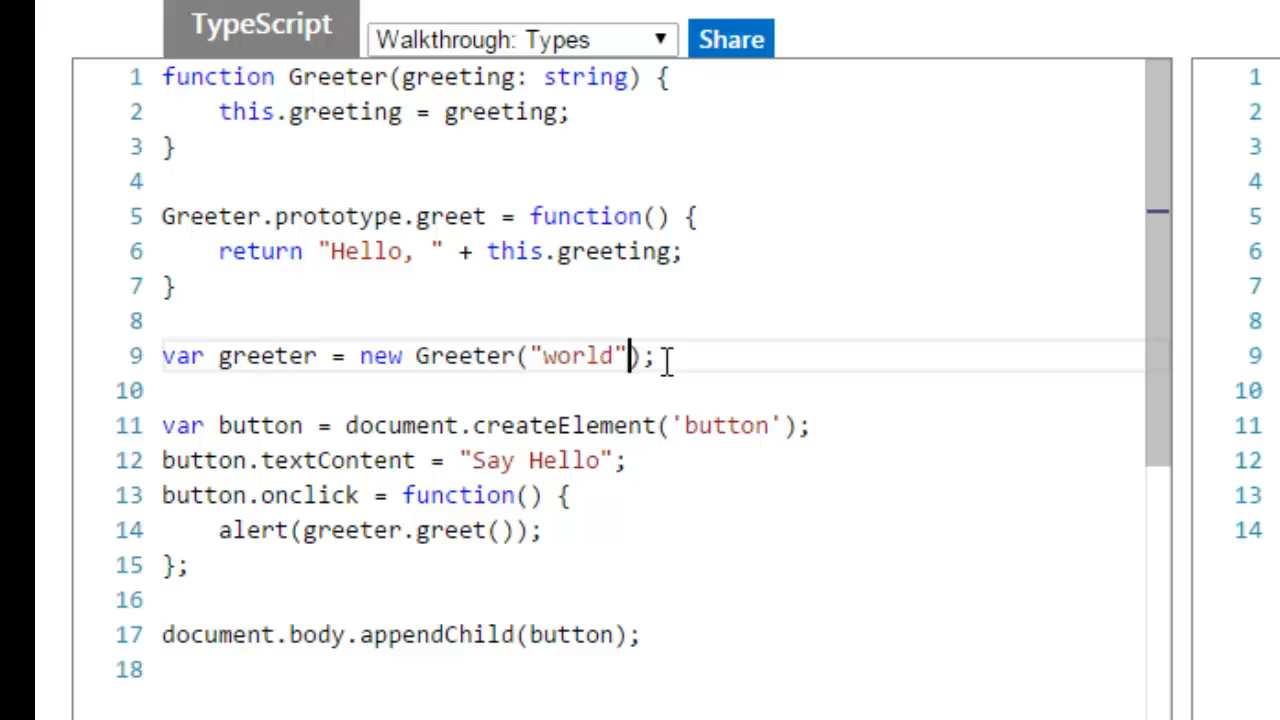 TypeScript
Walkthrough: Types ▼ Share
1 function Greeter(greeting: string) { 1
2     this.greeting = greeting; 2
3 } 3
4 4
5 Greeter.prototype.greet = function() { 5
6     return "Hello, " + this.greeting; 6
7 } 7
8 8
9 var greeter = new Greeter("world"); 9
10 10
11 var button = document.createElement('button'); 11
12 button.textContent = "Say Hello"; 12
13 button.onclick = function() { 13
14     alert(greeter.greet()); 14
15 };
16
17 document.body.appendChild(button);
18